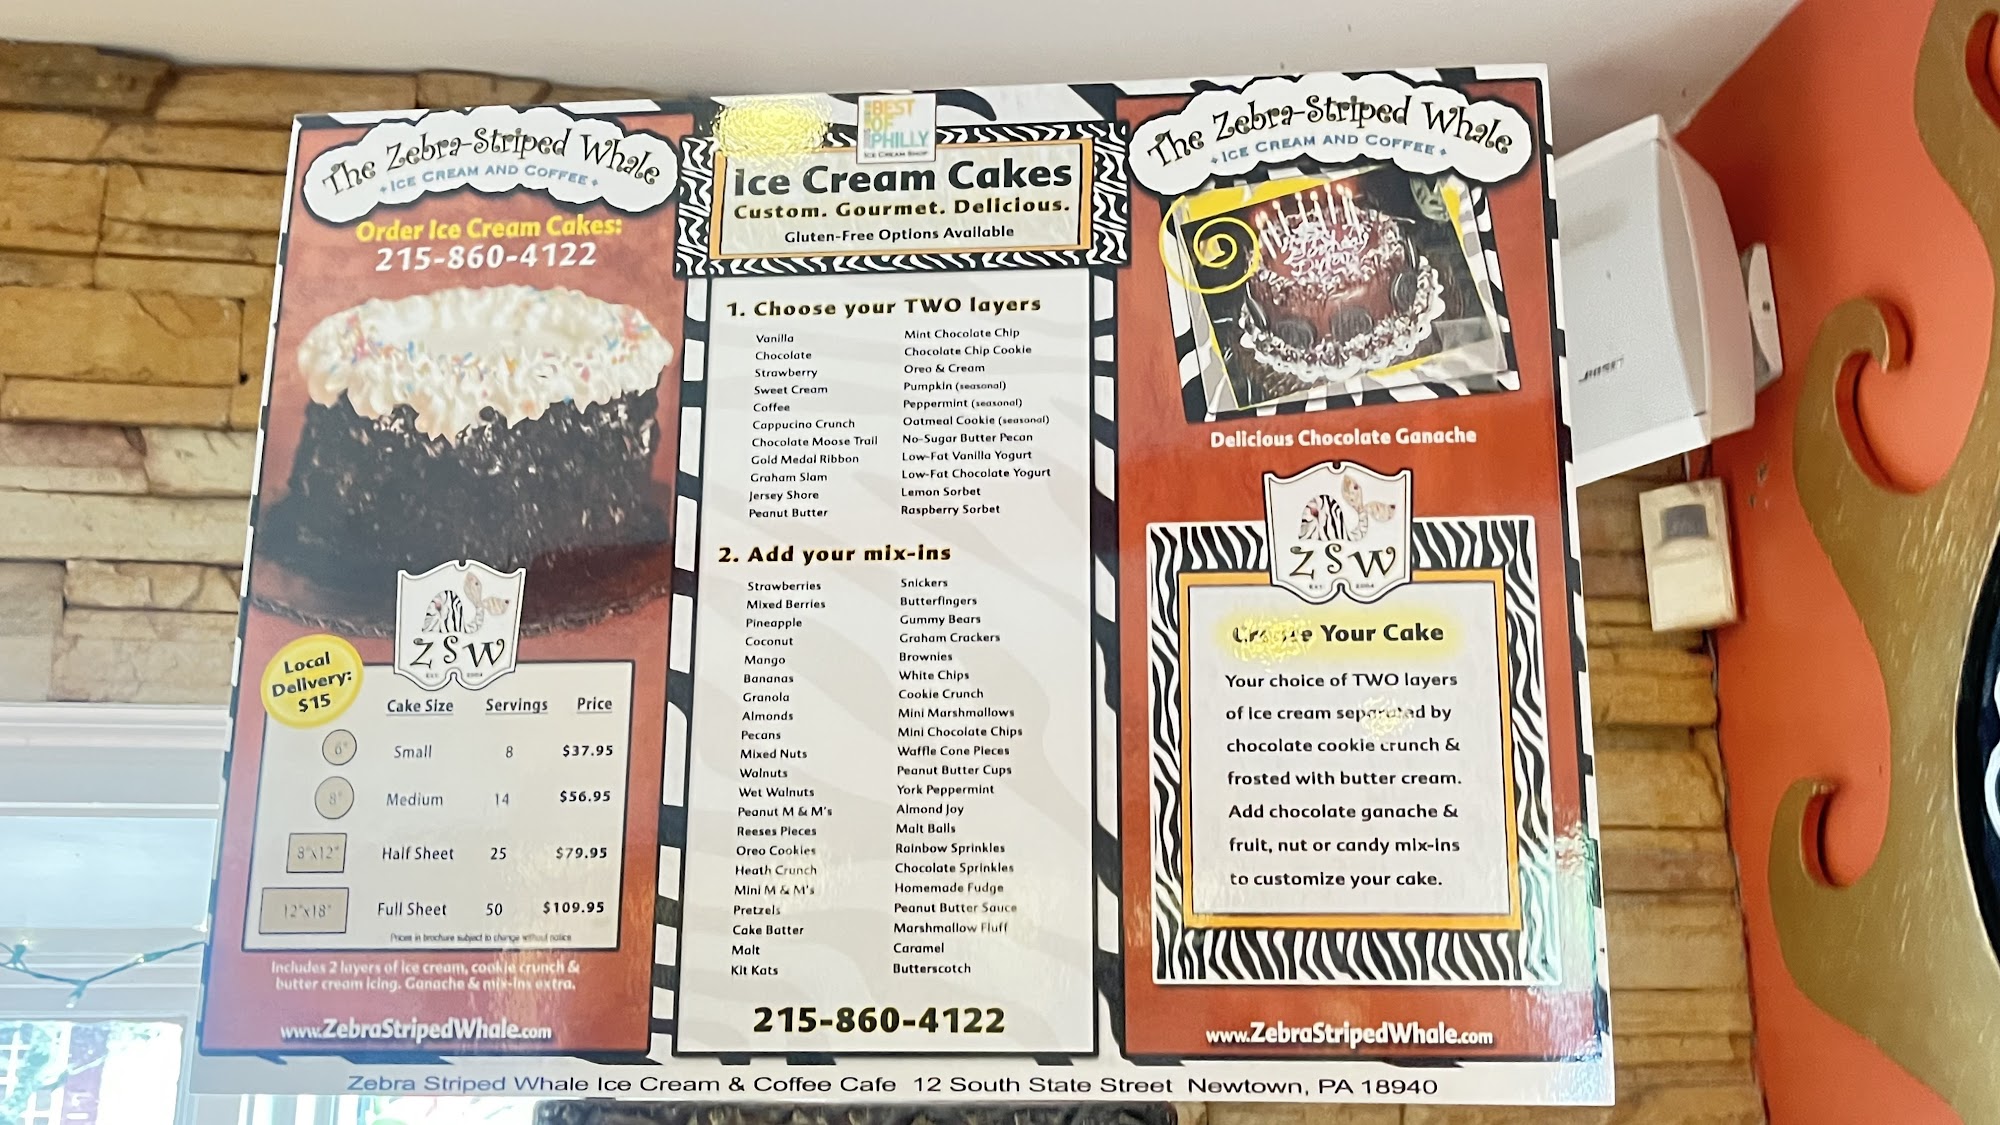 The Zebra-Striped Whale
ICE CREAM AND COFFEE
Order Ice Cream Cakes:
215-860-4122
ZSW
Local
Delivery:
$15
Cake Size Servings Price
6" Small 8 $37.95
8" Medium 14 $56.95
8"x12" Half Sheet 25 $79.95
12"x18" Full Sheet 50 $109.95
Prices in brochure subject to change without notice
Includes 2 layers of ice cream, cookie crunch &
butter cream icing. Ganache & mix-ins extra.
www.ZebraStripedWhale.com
BEST
OF
PHILLY
ICE CREAM SHOP
Ice Cream Cakes
Custom. Gourmet. Delicious.
Gluten-Free Options Available
1. Choose your TWO layers
Vanilla
Chocolate
Strawberry
Sweet Cream
Coffee
Cappucino Crunch
Chocolate Moose Trail
Gold Medal Ribbon
Graham Slam
Jersey Shore
Peanut Butter
Mint Chocolate Chip
Chocolate Chip Cookie
Oreo & Cream
Pumpkin (seasonal)
Peppermint (seasonal)
Oatmeal Cookie (seasonal)
No-Sugar Butter Pecan
Low-Fat Vanilla Yogurt
Low-Fat Chocolate Yogurt
Lemon Sorbet
Raspberry Sorbet
2. Add your mix-ins
Strawberries
Mixed Berries
Pineapple
Coconut
Mango
Bananas
Granola
Almonds
Pecans
Mixed Nuts
Walnuts
Wet Walnuts
Peanut M & M's
Reeses Pieces
Oreo Cookies
Heath Crunch
Mini M & M's
Pretzels
Cake Batter
Malt
Kit Kats
Snickers
Butterfingers
Gummy Bears
Graham Crackers
Brownies
White Chips
Cookie Crunch
Mini Marshmallows
Mini Chocolate Chips
Waffle Cone Pieces
Peanut Butter Cups
York Peppermint
Almond Joy
Malt Balls
Rainbow Sprinkles
Chocolate Sprinkles
Homemade Fudge
Peanut Butter Sauce
Marshmallow Fluff
Caramel
Butterscotch
215-860-4122
The Zebra-Striped Whale
ICE CREAM AND COFFEE
Delicious Chocolate Ganache
ZSW
Create Your Cake
Your choice of TWO layers
of ice cream separated by
chocolate cookie crunch &
frosted with butter cream.
Add chocolate ganache &
fruit, nut or candy mix-ins
to customize your cake.
www.ZebraStripedWhale.com
Zebra Striped Whale Ice Cream & Coffee Cafe 12 South State Street Newtown, PA 18940
BOSE